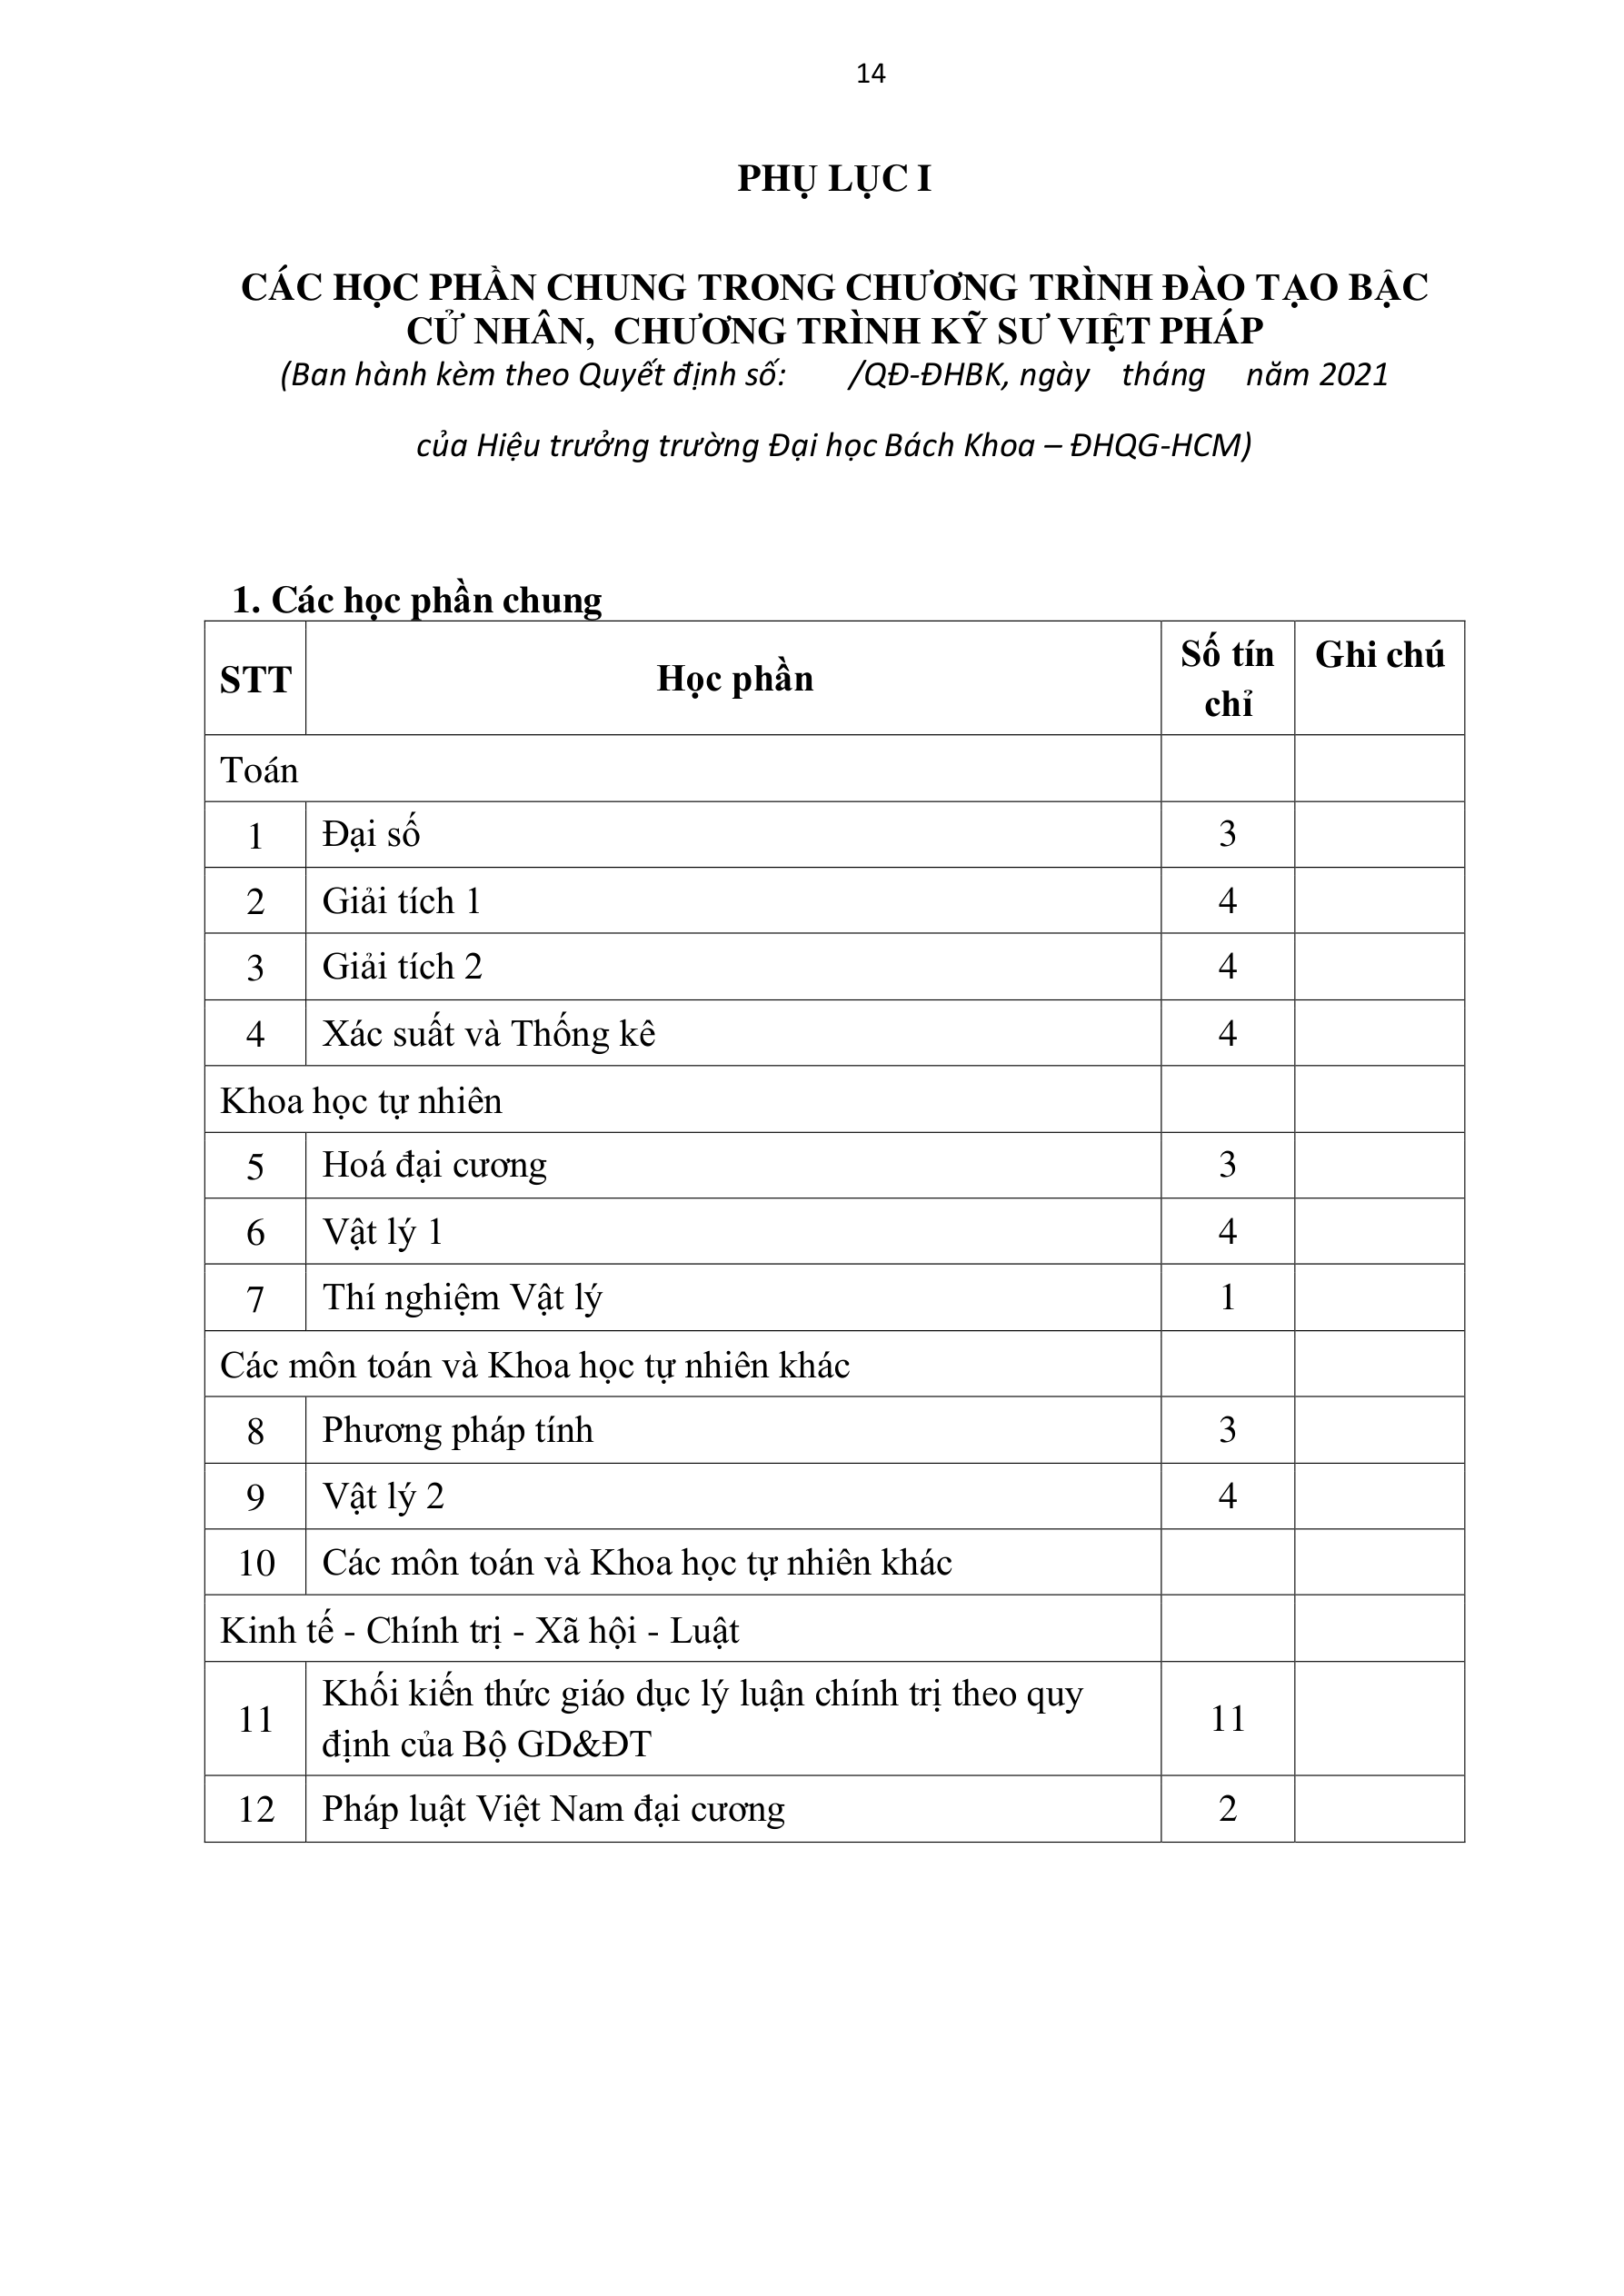 14
PHỤ LỤC I
CÁC HỌC PHẦN CHUNG TRONG CHƯƠNG TRÌNH ĐÀO TẠO BẬC
CỬ NHÂN, CHƯƠNG TRÌNH KỸ SƯ VIỆT PHÁP
(Ban hành kèm theo Quyết định số: /QĐ-ĐHBK, ngày tháng năm 2021
của Hiệu trưởng trường Đại học Bách Khoa – ĐHQG-HCM)
1. Các học phần chung
STT Học phần Số tín chỉ Ghi chú
Toán
1 Đại số 3
2 Giải tích 1 4
3 Giải tích 2 4
4 Xác suất và Thống kê 4
Khoa học tự nhiên
5 Hoá đại cương 3
6 Vật lý 1 4
7 Thí nghiệm Vật lý 1
Các môn toán và Khoa học tự nhiên khác
8 Phương pháp tính 3
9 Vật lý 2 4
10 Các môn toán và Khoa học tự nhiên khác
Kinh tế - Chính trị - Xã hội - Luật
11 Khối kiến thức giáo dục lý luận chính trị theo quy
định của Bộ GD&ĐT 11
12 Pháp luật Việt Nam đại cương 2